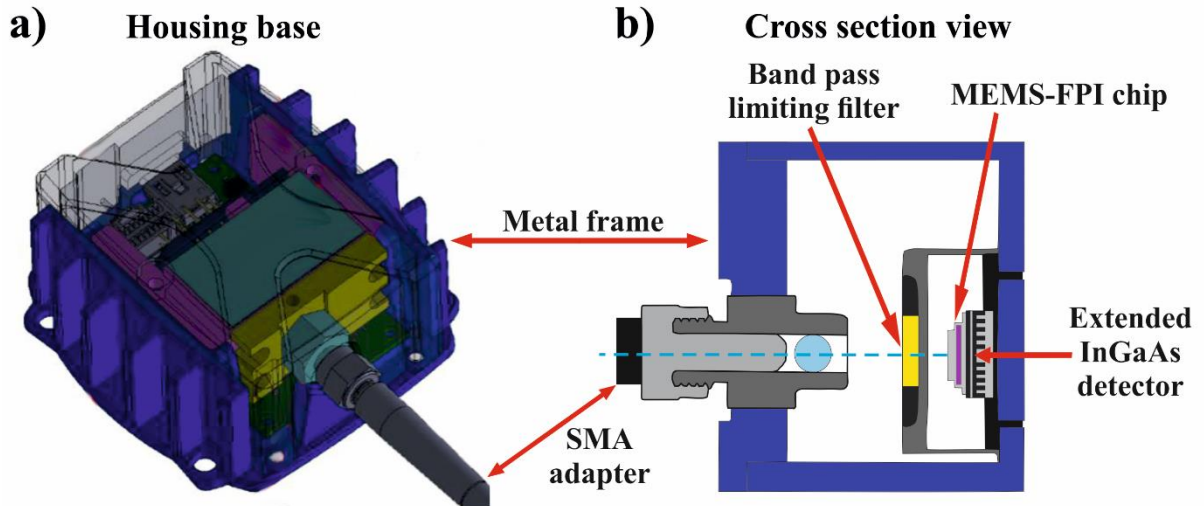 a)
Housing base
b)
Cross section view
Band pass
limiting filter
MEMS-FPI chip
Metal frame
Extended
InGaAs
detector
SMA
adapter